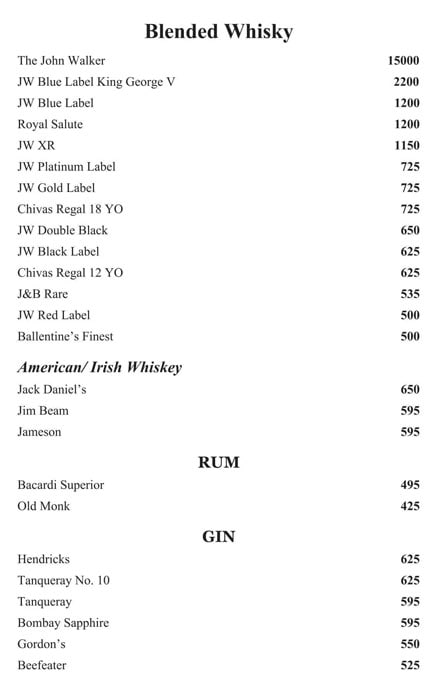 Blended Whisky
The John Walker 15000
JW Blue Label King George V 2200
JW Blue Label 1200
Royal Salute 1200
JW XR 1150
JW Platinum Label 725
JW Gold Label 725
Chivas Regal 18 YO 725
JW Double Black 650
JW Black Label 625
Chivas Regal 12 YO 625
J&B Rare 535
JW Red Label 500
Ballentine's Finest 500
American/ Irish Whiskey
Jack Daniel's 650
Jim Beam 595
Jameson 595
RUM
Bacardi Superior 495
Old Monk 425
GIN
Hendricks 625
Tanqueray No. 10 625
Tanqueray 595
Bombay Sapphire 595
Gordon's 550
Beefeater 525